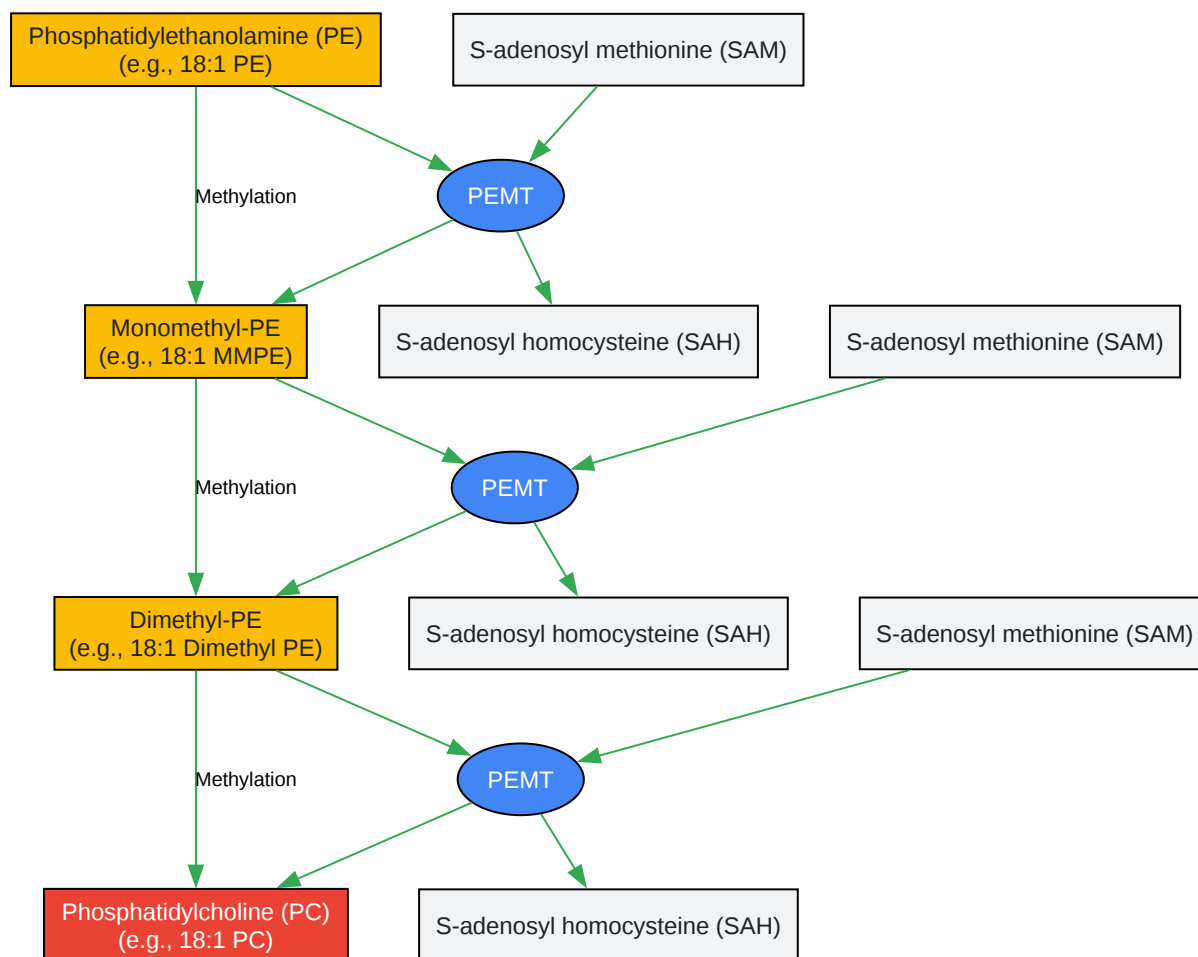 Phosphatidylethanolamine (PE)
(e.g., 18:1 PE)
S-adenosyl methionine (SAM)
PEMT
Methylation
Monomethyl-PE
(e.g., 18:1 MMPE)
S-adenosyl homocysteine (SAH)
S-adenosyl methionine (SAM)
PEMT
Methylation
Dimethyl-PE
(e.g., 18:1 Dimethyl PE)
S-adenosyl homocysteine (SAH)
S-adenosyl methionine (SAM)
PEMT
Methylation
Phosphatidylcholine (PC)
(e.g., 18:1 PC)
S-adenosyl homocysteine (SAH)